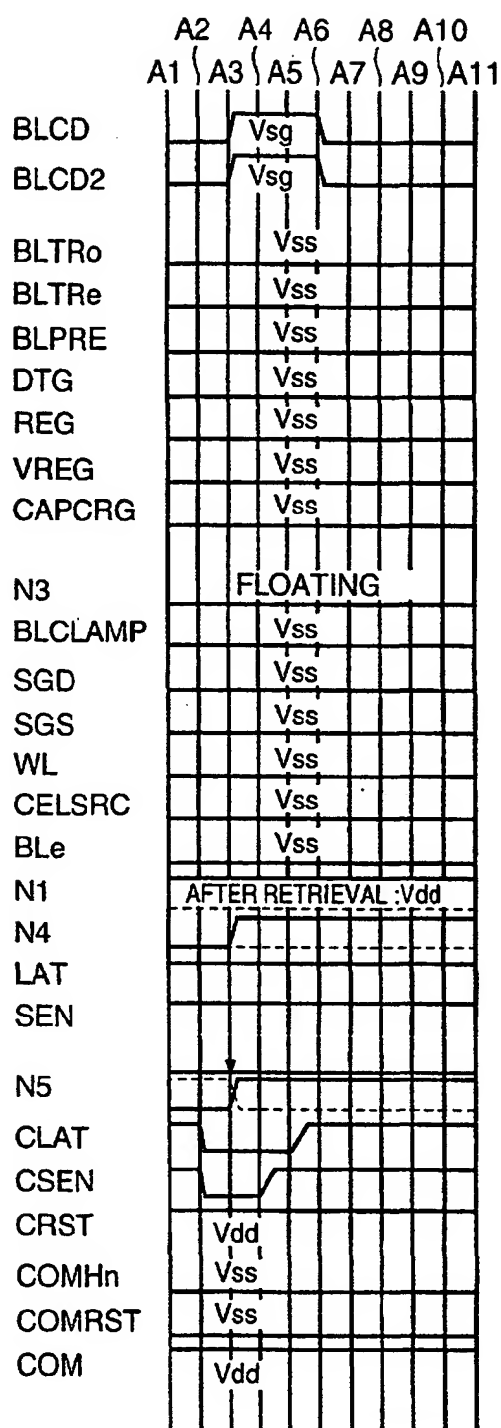 A2 A4 A6 A8 A10
A1 A3 A5 A7 A9 A11
BLCD Vsg
BLCD2 Vsg
BLTRo Vss
BLTRe Vss
BLPRE Vss
DTG Vss
REG Vss
VREG Vss
CAPCRG Vss
N3 FLOATING
BLCLAMP Vss
SGD Vss
SGS Vss
WL Vss
CELSRC Vss
BLe Vss
N1 AFTER RETRIEVAL :Vdd
N4
LAT
SEN
N5
CLAT
CSEN
CRST Vdd
COMHn Vss
COMRST Vss
COM Vdd